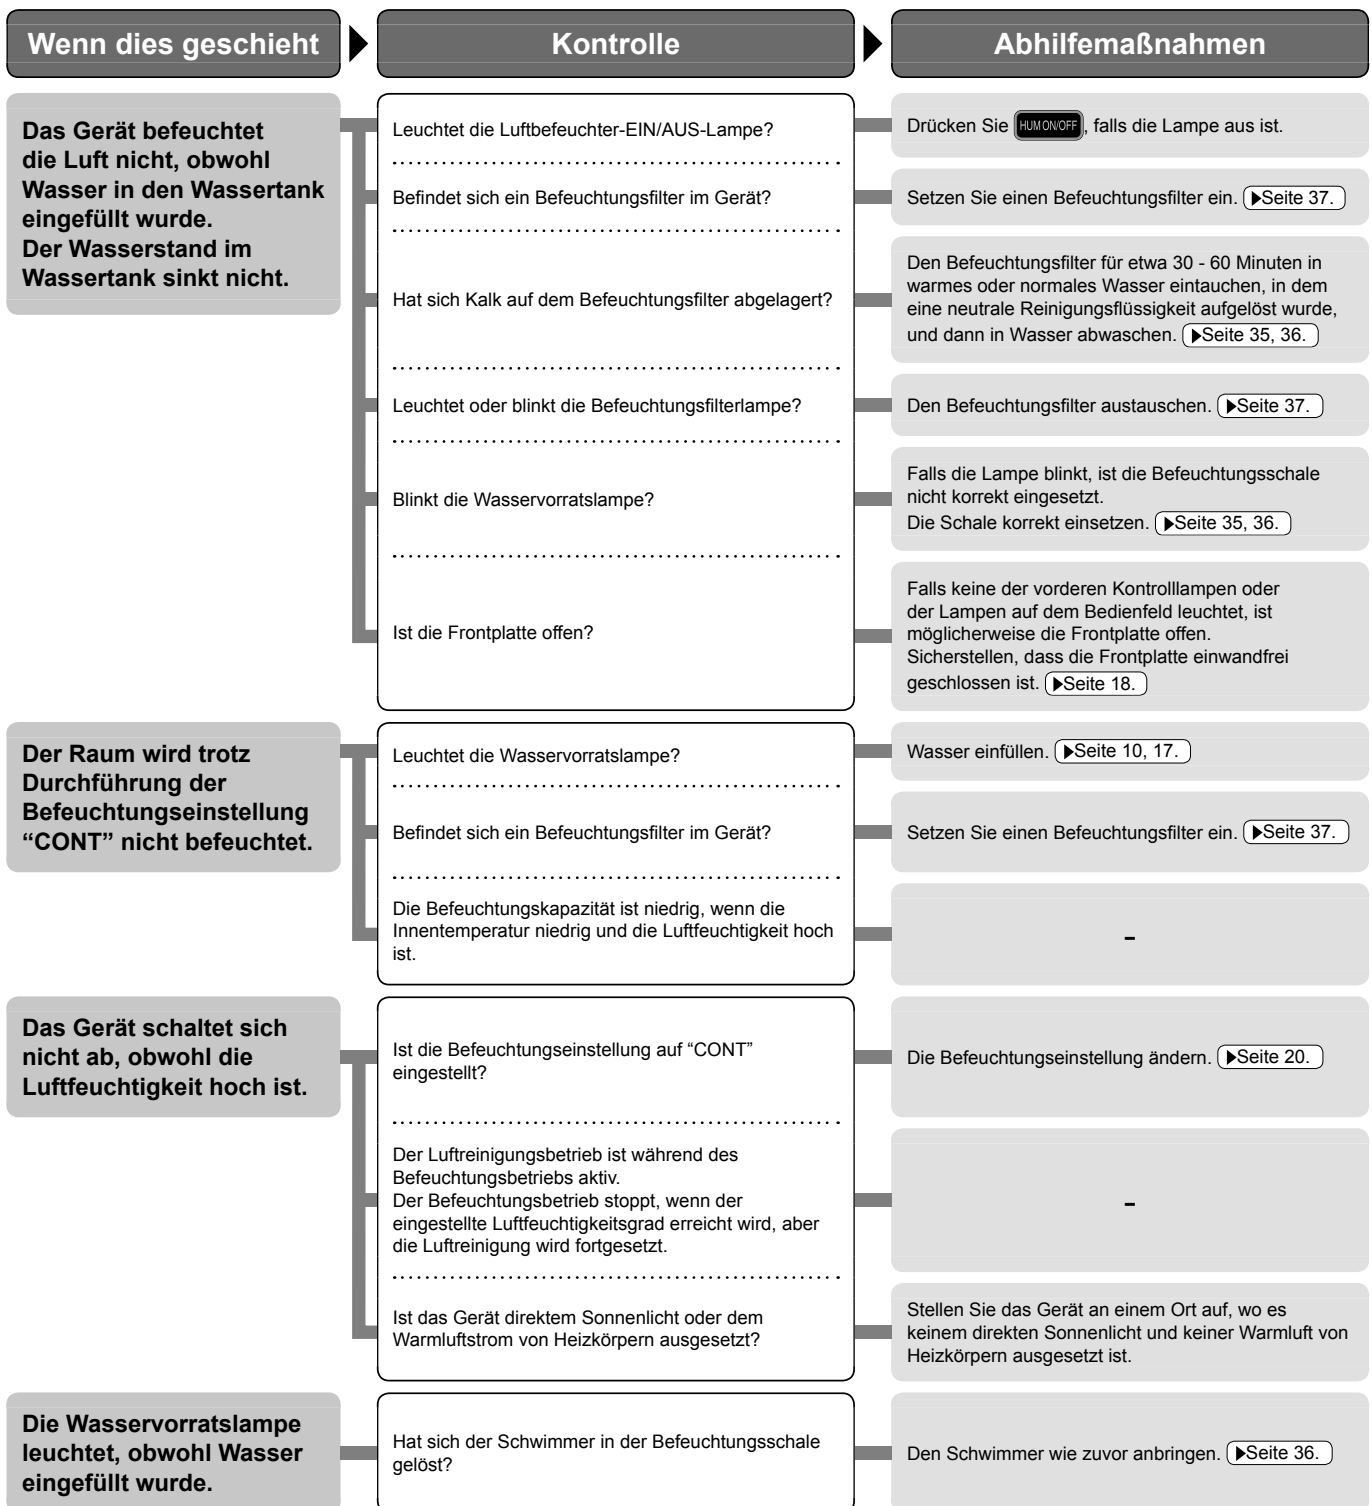 Wenn dies geschieht
Kontrolle
Abhilfemaßnahmen
Das Gerät befeuchtet
die Luft nicht, obwohl
Wasser in den Wassertank
eingefüllt wurde.
Der Wasserstand im
Wassertank sinkt nicht.
Leuchtet die Luftbefeuchter-EIN/AUS-Lampe?
Drücken Sie HUM ON/OFF, falls die Lampe aus ist.
Befindet sich ein Befeuchtungsfilter im Gerät?
Setzen Sie einen Befeuchtungsfilter ein. ▶Seite 37.
Hat sich Kalk auf dem Befeuchtungsfilter abgelagert?
Den Befeuchtungsfilter für etwa 30 - 60 Minuten in
warmes oder normales Wasser eintauchen, in dem
eine neutrale Reinigungsflüssigkeit aufgelöst wurde,
und dann in Wasser abwaschen. ▶Seite 35, 36.
Leuchtet oder blinkt die Befeuchtungsfilterlampe?
Den Befeuchtungsfilter austauschen. ▶Seite 37.
Blinkt die Wasservorratslampe?
Falls die Lampe blinkt, ist die Befeuchtungsschale
nicht korrekt eingesetzt.
Die Schale korrekt einsetzen. ▶Seite 35, 36.
Ist die Frontplatte offen?
Falls keine der vorderen Kontrolllampen oder
der Lampen auf dem Bedienfeld leuchtet, ist
möglicherweise die Frontplatte offen.
Sicherstellen, dass die Frontplatte einwandfrei
geschlossen ist. ▶Seite 18.
Der Raum wird trotz
Durchführung der
Befeuchtungseinstellung
“CONT” nicht befeuchtet.
Leuchtet die Wasservorratslampe?
Wasser einfüllen. ▶Seite 10, 17.
Befindet sich ein Befeuchtungsfilter im Gerät?
Setzen Sie einen Befeuchtungsfilter ein. ▶Seite 37.
Die Befeuchtungskapazität ist niedrig, wenn die
Innentemperatur niedrig und die Luftfeuchtigkeit hoch
ist.
-
Das Gerät schaltet sich
nicht ab, obwohl die
Luftfeuchtigkeit hoch ist.
Ist die Befeuchtungseinstellung auf “CONT”
eingestellt?
Die Befeuchtungseinstellung ändern. ▶Seite 20.
Der Luftreinigungsbetrieb ist während des
Befeuchtungsbetriebs aktiv.
Der Befeuchtungsbetrieb stoppt, wenn der
eingestellte Luftfeuchtigkeitsgrad erreicht wird, aber
die Luftreinigung wird fortgesetzt.
-
Ist das Gerät direktem Sonnenlicht oder dem
Warmluftstrom von Heizkörpern ausgesetzt?
Stellen Sie das Gerät an einem Ort auf, wo es
keinem direkten Sonnenlicht und keiner Warmluft von
Heizkörpern ausgesetzt ist.
Die Wasservorratslampe
leuchtet, obwohl Wasser
eingefüllt wurde.
Hat sich der Schwimmer in der Befeuchtungsschale
gelöst?
Den Schwimmer wie zuvor anbringen. ▶Seite 36.